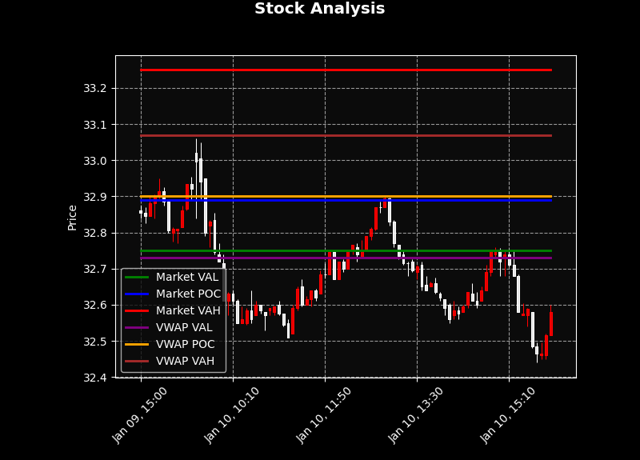 Stock Analysis
33.2
33.1
33.0
32.9
32.8
32.7
32.6
32.5
32.4
Price
Market VAL
Market POC
Market VAH
VWAP VAL
VWAP POC
VWAP VAH
Jan 09, 15:00
Jan 10, 10:10
Jan 10, 11:50
Jan 10, 13:30
Jan 10, 15:10